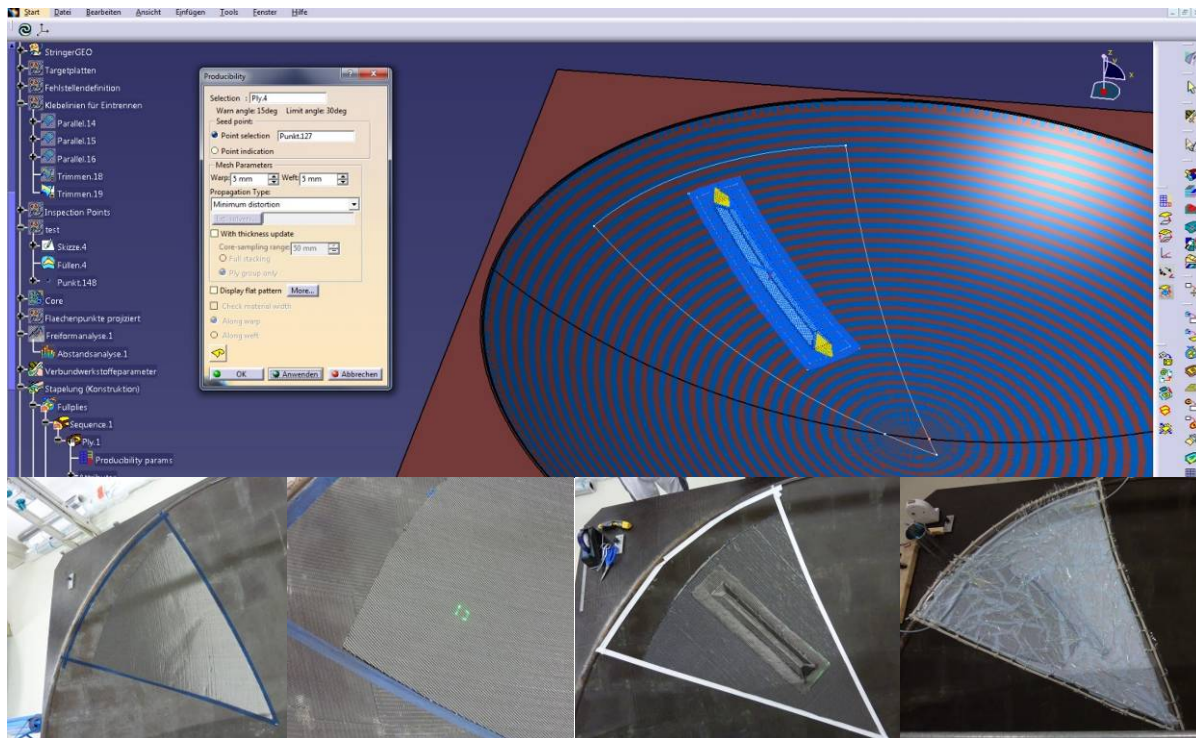 Start Datei Bearbeiten Ansicht Einfügen Tools Fenster Hilfe
StringerGEO
Targetplatten
Fehlstellendefinition
Klebelinien für Eintrennen
Parallel.14
Parallel.15
Parallel.16
Trimmen.18
Trimmen.19
Inspection Points
test
Skizze.4
Füllen.4
Punkt.148
Core
Flaechenpunkte projiziert
Freiformanalyse.1
Abstandsanalyse.1
Verbundwerkstoffeparameter
Stapelung (Konstruktion)
Fullplies
Sequence.1
Ply.1
Producibility params
Producibility
Selection : Ply.4
Warn angle: 15deg Limit angle: 30deg
Seed point:
Point selection Punkt.127
Point indication
Mesh Parameters
Warp: 5 mm Weft: 5 mm
Propagation Type:
Minimum distortion
With thickness update
Core-sampling range: 50 mm
Full stacking
Ply group only
Display flat pattern More...
Check material width
Along warp
Along weft
OK Anwenden Abbrechen
z
y
x